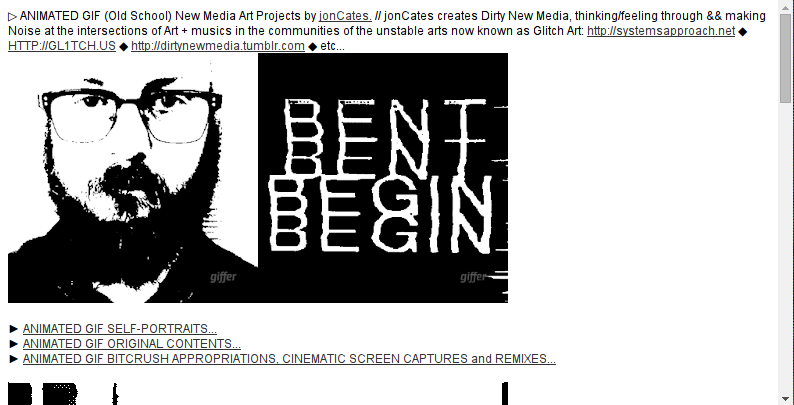 ▷ ANIMATED GIF (Old School) New Media Art Projects by jonCates. // jonCates creates Dirty New Media, thinking/feeling through && making
Noise at the intersections of Art + musics in the communities of the unstable arts now known as Glitch Art: http://systemsapproach.net ◆
HTTP://GL1TCH.US ◆ http://dirtynewmedia.tumblr.com ◆ etc...
BENT
BENT
BEGIN
BEGIN
giffer
giffer
► ANIMATED GIF SELF-PORTRAITS...
► ANIMATED GIF ORIGINAL CONTENTS...
► ANIMATED GIF BITCRUSH APPROPRIATIONS, CINEMATIC SCREEN CAPTURES and REMIXES...